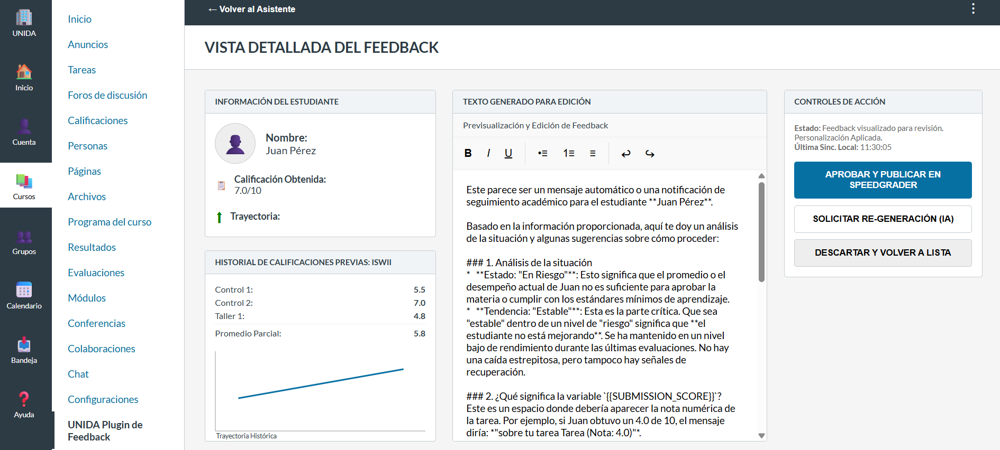 UNIDA
Inicio
Cuenta
Cursos
Grupos
Calendario
Bandeja
Ayuda
Inicio
Anuncios
Tareas
Foros de discusión
Calificaciones
Personas
Páginas
Archivos
Programa del curso
Resultados
Evaluaciones
Módulos
Conferencias
Colaboraciones
Chat
Configuraciones
UNIDA Plugin de
Feedback
← Volver al Asistente
VISTA DETALLADA DEL FEEDBACK
INFORMACIÓN DEL ESTUDIANTE
Nombre:
Juan Pérez
Calificación Obtenida:
7.0/10
Trayectoria:
HISTORIAL DE CALIFICACIONES PREVIAS: ISWII
Control 1: 5.5
Control 2: 7.0
Taller 1: 4.8
Promedio Parcial: 5.8
Trayectoria Histórica
TEXTO GENERADO PARA EDICIÓN
Previsualización y Edición de Feedback
B I U •≡ 1≡ ≡ ↩ ↪
Este parece ser un mensaje automático o una notificación de
seguimiento académico para el estudiante **Juan Pérez**.
Basado en la información proporcionada, aquí te doy un análisis
de la situación y algunas sugerencias sobre cómo proceder:
### 1. Análisis de la situación
* **Estado: "En Riesgo"**: Esto significa que el promedio o el
desempeño actual de Juan no es suficiente para aprobar la
materia o cumplir con los estándares mínimos de aprendizaje.
* **Tendencia: "Estable"**: Esta es la parte crítica. Que sea
"estable" dentro de un nivel de "riesgo" significa que **el
estudiante no está mejorando**. Se ha mantenido en un nivel
bajo de rendimiento durante las últimas evaluaciones. No hay
una caída estrepitosa, pero tampoco hay señales de
recuperación.
### 2. ¿Qué significa la variable `{{SUBMISSION_SCORE}}`?
Este es un espacio donde debería aparecer la nota numérica de
la tarea. Por ejemplo, si Juan obtuvo un 4.0 de 10, el mensaje
diría: *"sobre tu tarea Tarea (Nota: 4.0)"*.
CONTROLES DE ACCIÓN
Estado: Feedback visualizado para revisión.
Personalización Aplicada.
Última Sinc. Local: 11:30:05
APROBAR Y PUBLICAR EN
SPEEDGRADER
SOLICITAR RE-GENERACIÓN (IA)
DESCARTAR Y VOLVER A LISTA